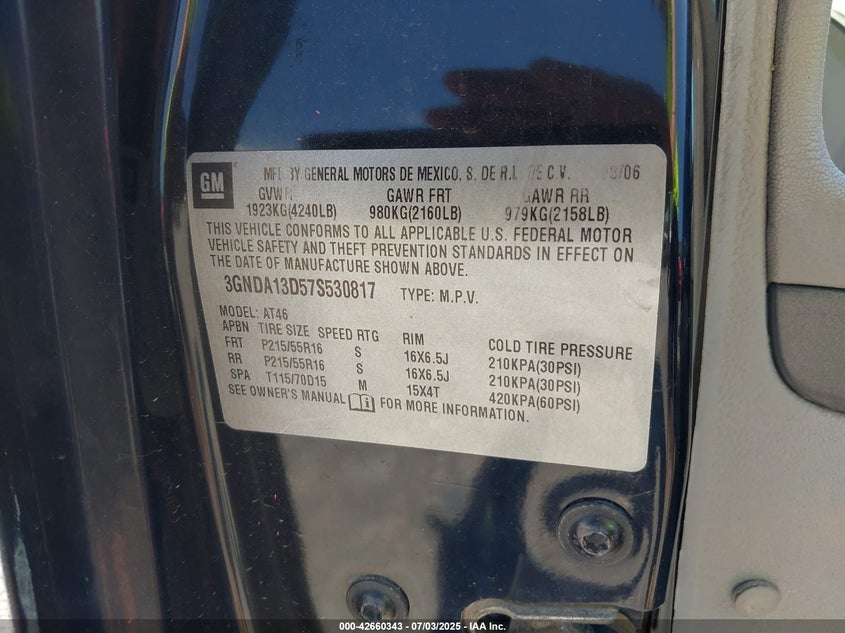 GM
MFD BY GENERAL MOTORS DE MEXICO. S. DE R.L. DE C.V. 08/06
GVWR GAWR FRT GAWR RR
1923KG(4240LB) 980KG(2160LB) 979KG(2158LB)
THIS VEHICLE CONFORMS TO ALL APPLICABLE U.S. FEDERAL MOTOR
VEHICLE SAFETY AND THEFT PREVENTION STANDARDS IN EFFECT ON
THE DATE OF MANUFACTURE SHOWN ABOVE.
3GNDA13D57S530817 TYPE: M.P.V.
MODEL: AT46
APBN TIRE SIZE SPEED RTG RIM COLD TIRE PRESSURE
FRT P215/55R16 S 16X6.5J 210KPA(30PSI)
RR P215/55R16 S 16X6.5J 210KPA(30PSI)
SPA T115/70D15 M 15X4T 420KPA(60PSI)
SEE OWNER'S MANUAL FOR MORE INFORMATION.
000-42660343 - 07/03/2025 - IAA Inc.